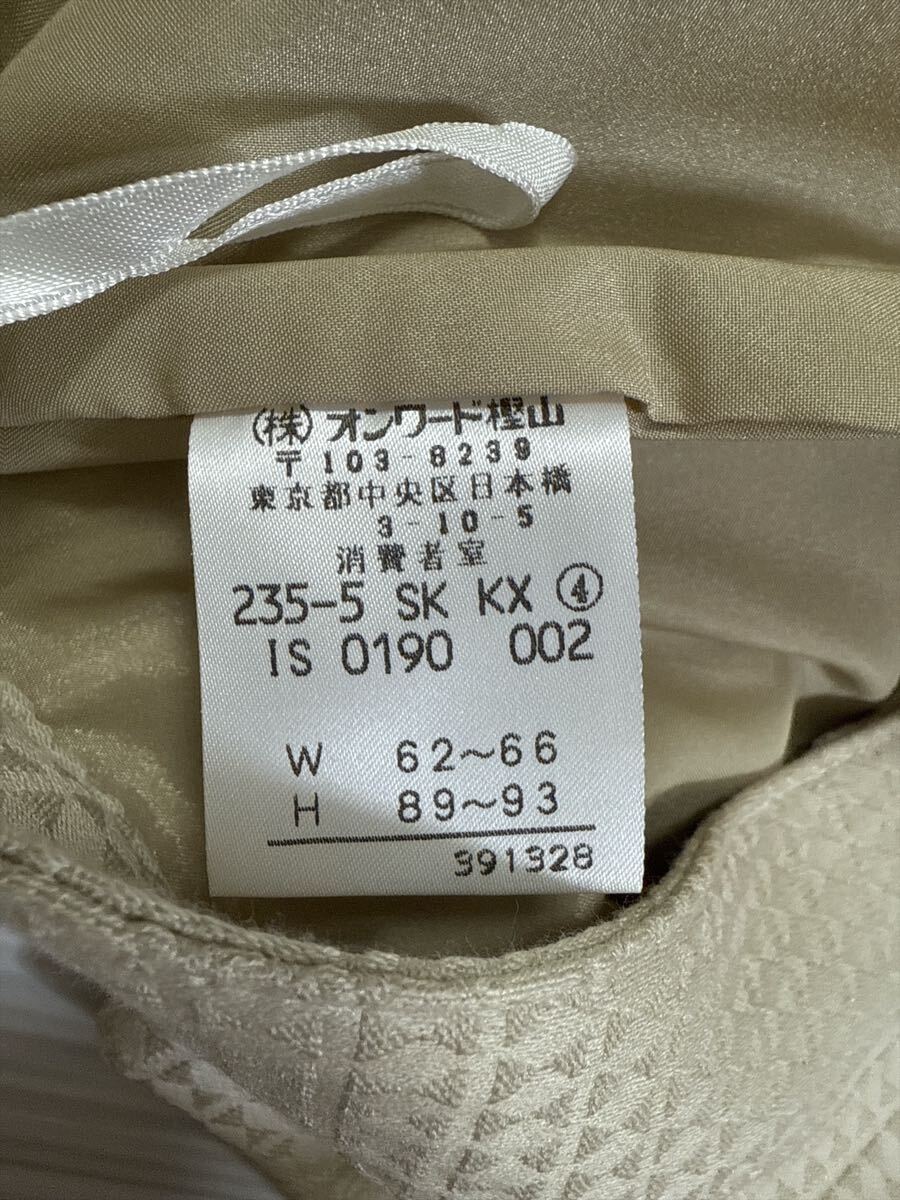 (株)オンワード樫山
〒103-8239
東京都中央区日本橋
3-10-5
消費者室
235-5 SK KX ④
IS 0190 002
W 62~66
H 89~93
391328